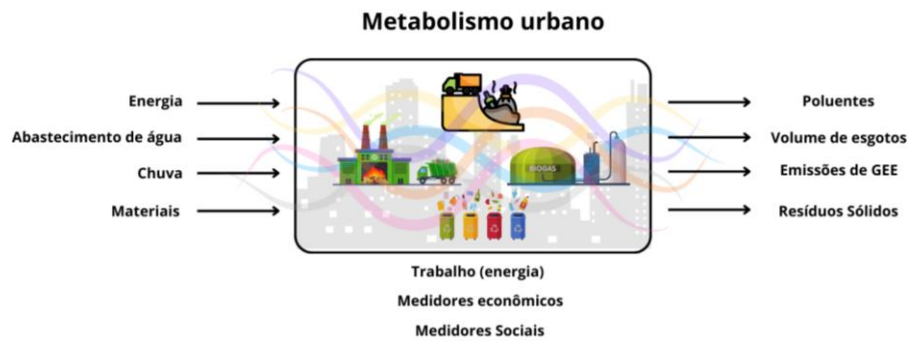 Metabolismo urbano
Energia
Abastecimento de água
Chuva
Materiais
BIOGAS
Poluentes
Volume de esgotos
Emissões de GEE
Resíduos Sólidos
Trabalho (energia)
Medidores econômicos
Medidores Sociais